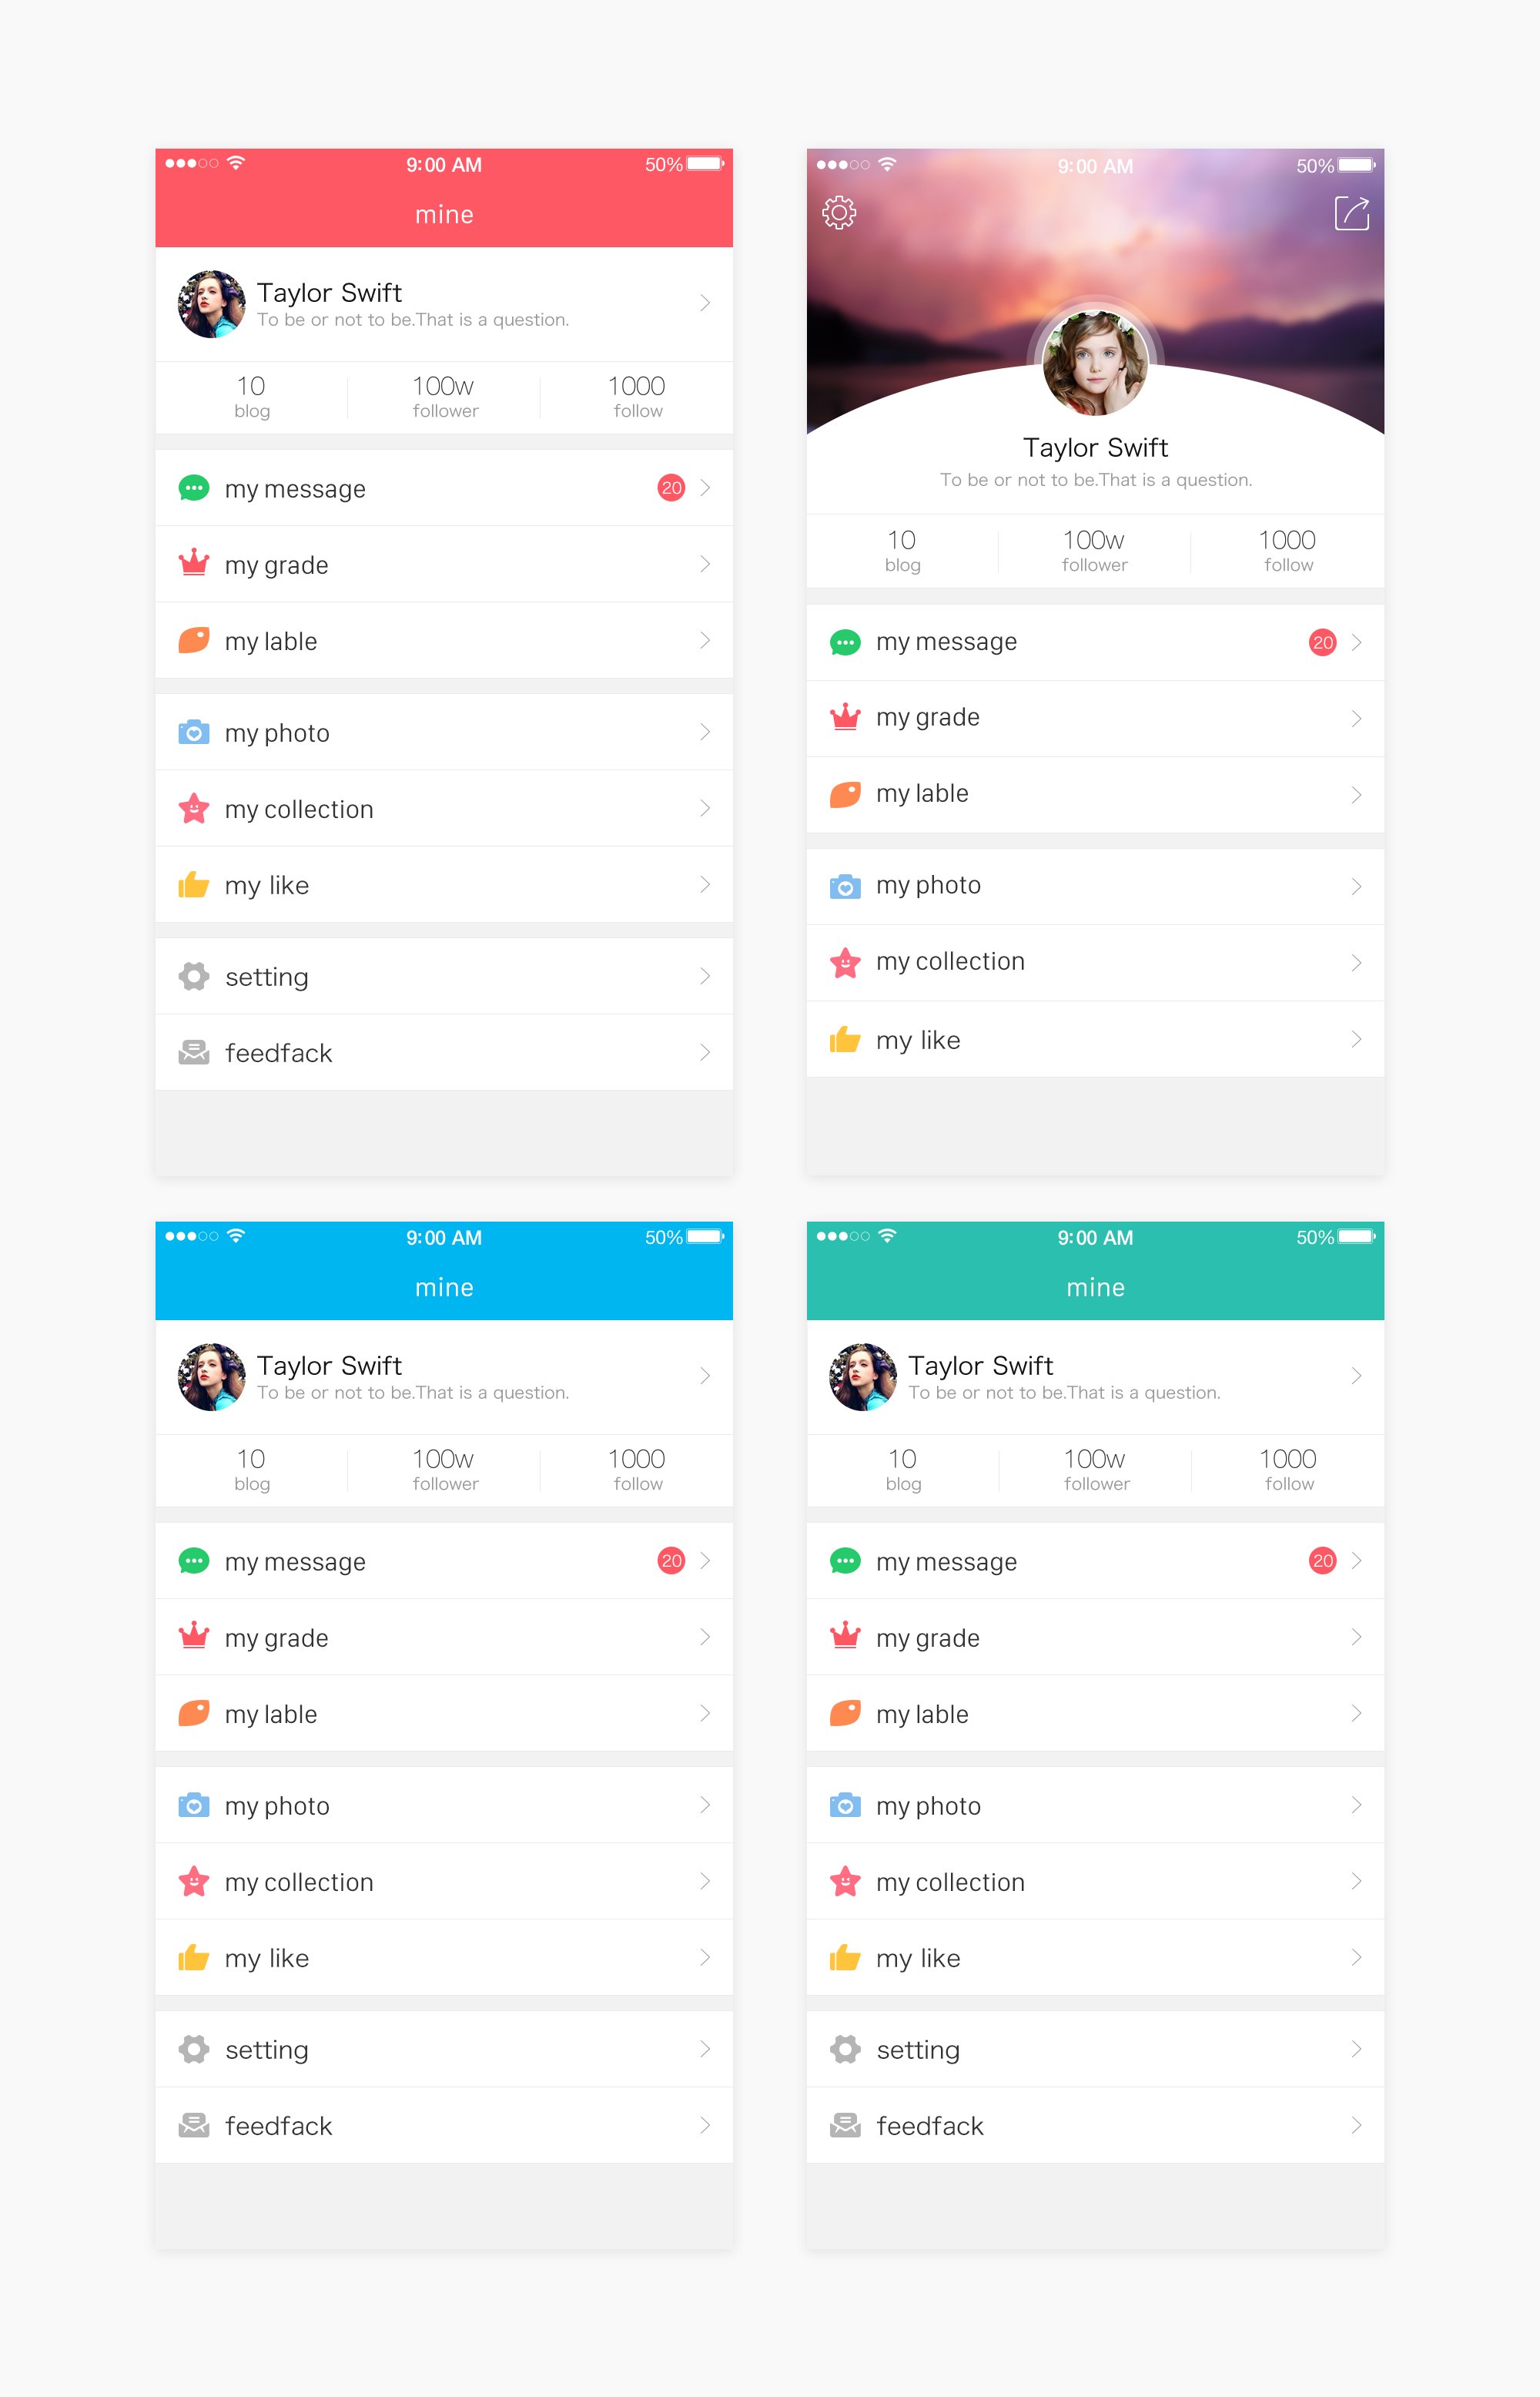 9:00 AM 50%
mine
Taylor Swift
To be or not to be.That is a question.
10 100w 1000
blog follower follow
my message 20
my grade
my lable
my photo
my collection
my like
setting
feedfack
9:00 AM 50%
Taylor Swift
To be or not to be.That is a question.
10 100w 1000
blog follower follow
my message 20
my grade
my lable
my photo
my collection
my like
9:00 AM 50%
mine
Taylor Swift
To be or not to be.That is a question.
10 100w 1000
blog follower follow
my message 20
my grade
my lable
my photo
my collection
my like
setting
feedfack
9:00 AM 50%
mine
Taylor Swift
To be or not to be.That is a question.
10 100w 1000
blog follower follow
my message 20
my grade
my lable
my photo
my collection
my like
setting
feedfack